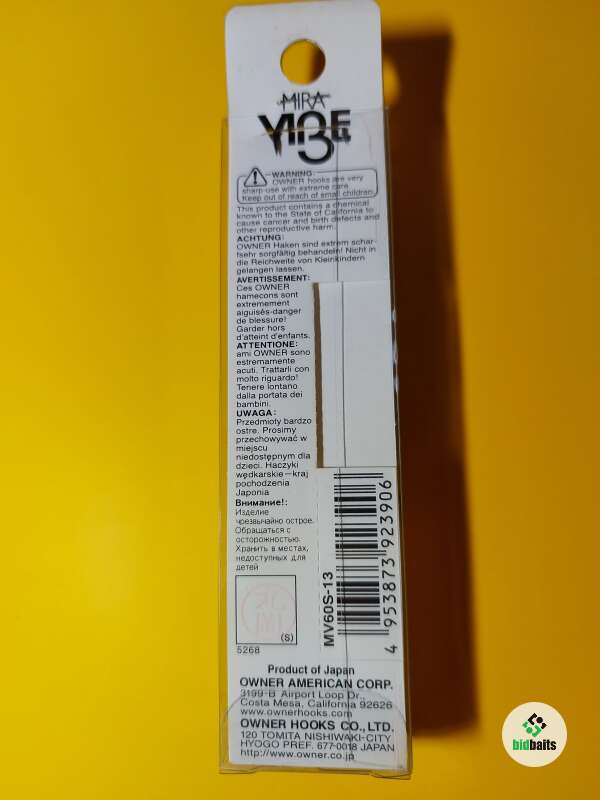 MIRA
VIBE
WARNING:
OWNER hooks are very
sharp-use with extreme care.
Keep out of reach of small children.
This product contains a chemical
known to the State of California to
cause cancer and birth defects and
other reproductive harm.
ACHTUNG:
OWNER Haken sind extrem schar-
fsehr sorgfältig behandeln! Nicht in
die Reichweite von Kleinkindern
gelangen lassen.
AVERTISSEMENT:
Ces OWNER
hamecons sont
extremement
aiguisés-danger
de blessure!
Garder hors
d'atteint d'enfants.
ATTENTIONE:
ami OWNER sono
estremamente
acuti. Trattarli con
molto riguardo!
Tenere lontano
dalla portata dei
bambini.
UWAGA:
Przedmioty bardzo
ostre. Prosimy
przechowywać w
miejscu
niedostępnym dla
dzieci. Haczyki
wędkarskie–kraj
pochodzenia
Japonia
Внимание!:
Изделие
чрезвычайно острое.
Обращаться с
осторожностью.
Хранить в местах,
недоступных для
детей
(S)
5268
MV60S-13
4 953873 923906
Product of Japan
OWNER AMERICAN CORP.
3199-B Airport Loop Dr.,
Costa Mesa, California 92626
www.ownerhooks.com
OWNER HOOKS CO., LTD.
120 TOMITA NISHIWAKI-CITY
HYOGO PREF. 677-0018 JAPAN
http://www.owner.co.jp
bidbaits